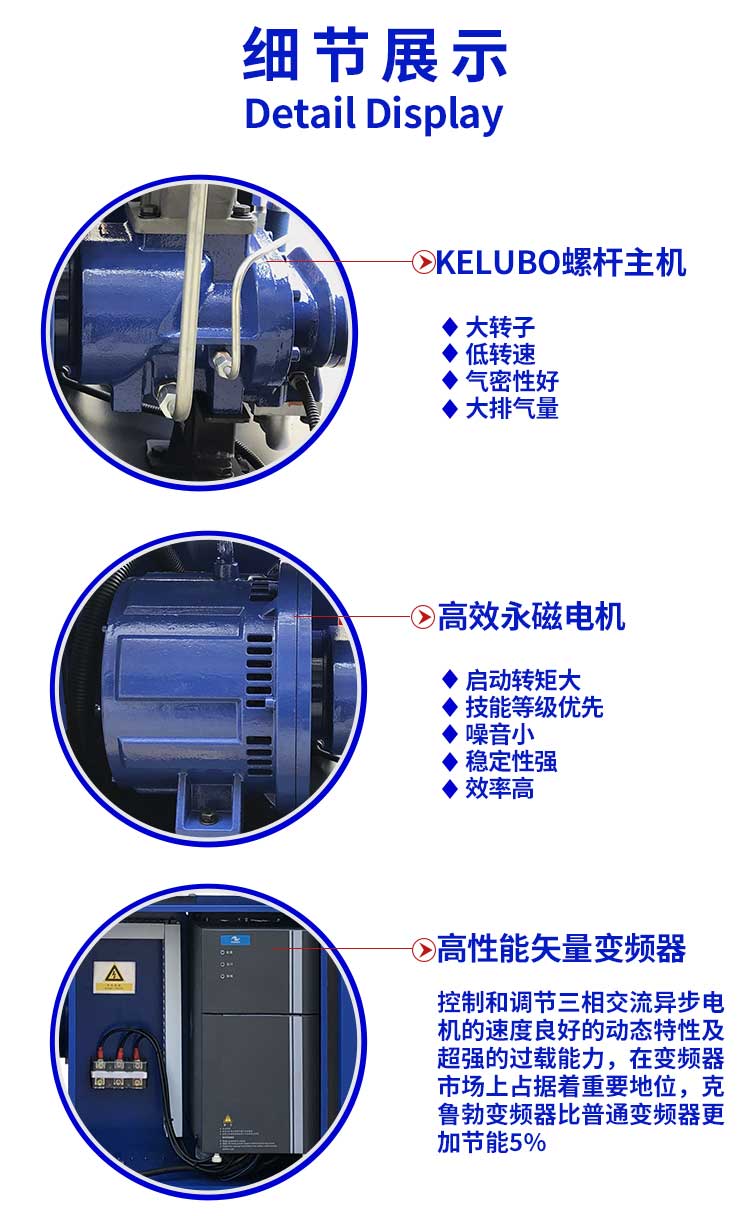 细节展示
Detail Display
KELUBO螺杆主机
大转子
低转速
气密性好
大排气量
高效永磁电机
启动转矩大
技能等级优先
噪音小
稳定性强
效率高
高性能矢量变频器
控制和调节三相交流异步电
机的速度良好的动态特性及
超强的过载能力，在变频器
市场上占据着重要地位，克
鲁勃变频器比普通变频器更
加节能5%